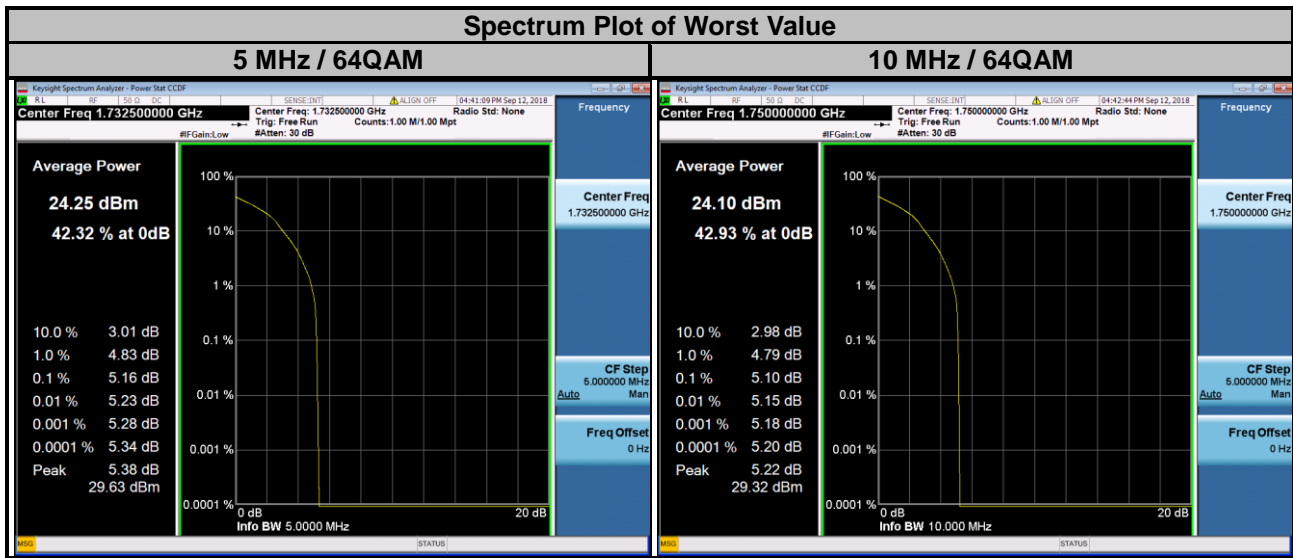 Spectrum Plot of Worst Value
5 MHz / 64QAM
10 MHz / 64QAM
Keysight Spectrum Analyzer - Power Stat CCDF
RL RF 50 Ω DC SENSE:INT ALIGN OFF 04:41:09 PM Sep 12, 2018
Center Freq 1.732500000 GHz
Center Freq: 1.732500000 GHz Radio Std: None
Trig: Free Run Counts:1.00 M/1.00 Mpt
#IFGain:Low #Atten: 30 dB
Frequency
Average Power
24.25 dBm
42.32 % at 0dB
10.0 % 3.01 dB
1.0 % 4.83 dB
0.1 % 5.16 dB
0.01 % 5.23 dB
0.001 % 5.28 dB
0.0001 % 5.34 dB
Peak 5.38 dB
29.63 dBm
100 %
10 %
1 %
0.1 %
0.01 %
0.001 %
0.0001 %
0 dB 20 dB
Info BW 5.0000 MHz
Center Freq
1.732500000 GHz
CF Step
5.000000 MHz
Auto Man
Freq Offset
0 Hz
MSG STATUS
Keysight Spectrum Analyzer - Power Stat CCDF
RL RF 50 Ω DC SENSE:INT ALIGN OFF 04:42:44 PM Sep 12, 2018
Center Freq 1.750000000 GHz
Center Freq: 1.750000000 GHz Radio Std: None
Trig: Free Run Counts:1.00 M/1.00 Mpt
#IFGain:Low #Atten: 30 dB
Frequency
Average Power
24.10 dBm
42.93 % at 0dB
10.0 % 2.98 dB
1.0 % 4.79 dB
0.1 % 5.10 dB
0.01 % 5.15 dB
0.001 % 5.18 dB
0.0001 % 5.20 dB
Peak 5.22 dB
29.32 dBm
100 %
10 %
1 %
0.1 %
0.01 %
0.001 %
0.0001 %
0 dB 20 dB
Info BW 10.000 MHz
Center Freq
1.750000000 GHz
CF Step
5.000000 MHz
Auto Man
Freq Offset
0 Hz
MSG STATUS